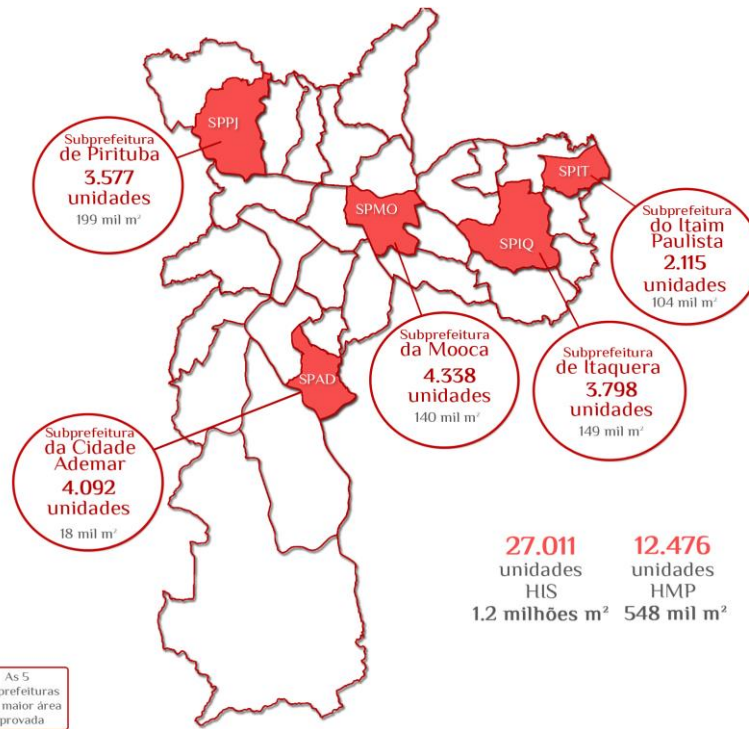 SPPJ
Subprefeitura
de Pirituba
3.577
unidades
199 mil m²
SPMO
SPIT
SPIQ
Subprefeitura
do Itaim
Paulista
2.115
unidades
104 mil m²
Subprefeitura
da Mooca
4.338
unidades
140 mil m²
Subprefeitura
de Itaquera
3.798
unidades
149 mil m²
SPAD
Subprefeitura
da Cidade
Ademar
4.092
unidades
18 mil m²
27.011
unidades
HIS
1.2 milhões m²
12.476
unidades
HMP
548 mil m²
As 5
prefeituras
maior área
provada